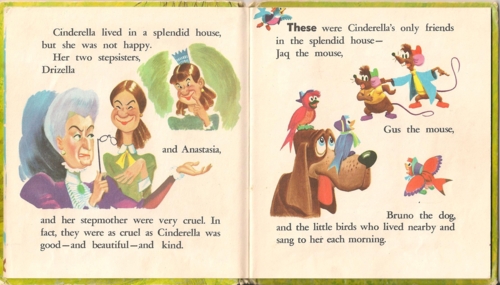 Cinderella lived in a splendid house,
but she was not happy.
Her two stepsisters,
Drizella
and Anastasia,
and her stepmother were very cruel. In
fact, they were as cruel as Cinderella was
good—and beautiful—and kind.
These were Cinderella's only friends
in the splendid house—
Jaq the mouse,
Gus the mouse,
Bruno the dog,
and the little birds who lived nearby and
sang to her each morning.